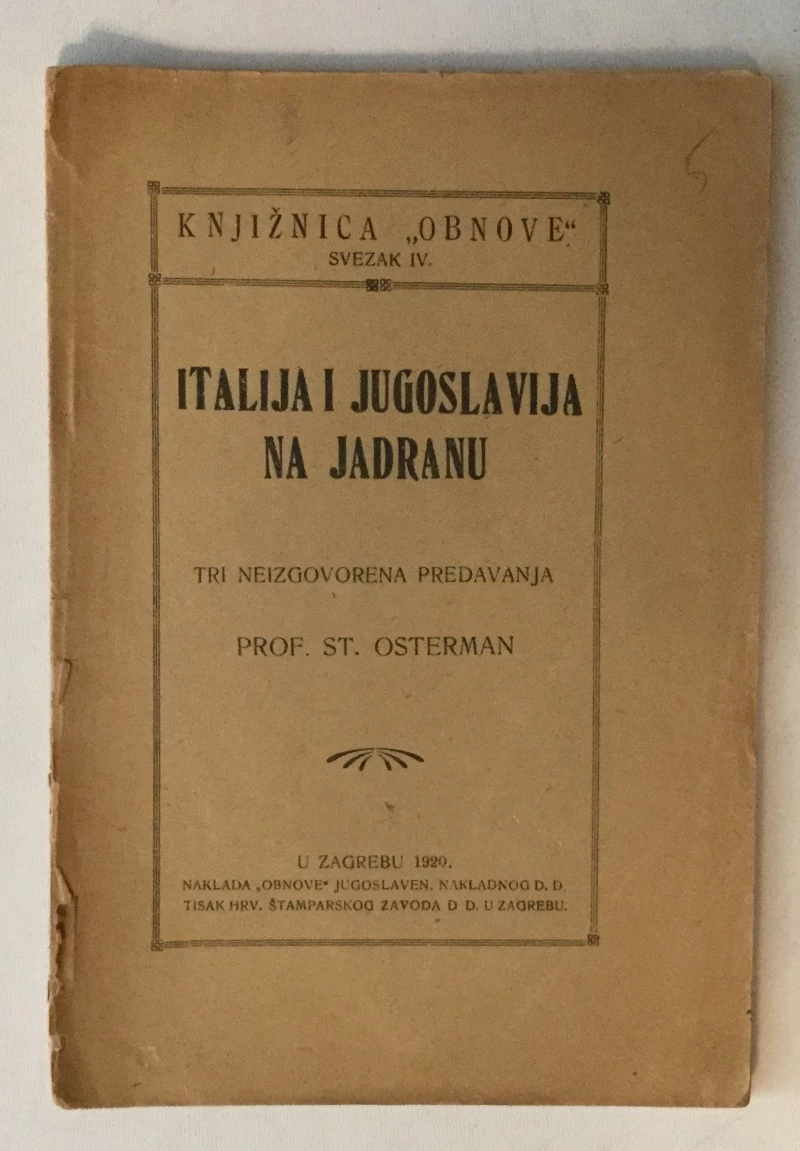 5
KNJIŽNICA „OBNOVE“
SVEZAK IV.
ITALIJA I JUGOSLAVIJA
NA JADRANU
TRI NEIZGOVORENA PREDAVANJA
PROF. ST. OSTERMAN
U ZAGREBU 1920.
NAKLADA „OBNOVE“ JUGOSLAVEN. NAKLADNOG D. D.
TISAK HRV. ŠTAMPARSKOG ZAVODA D D. U ZAGREBU.